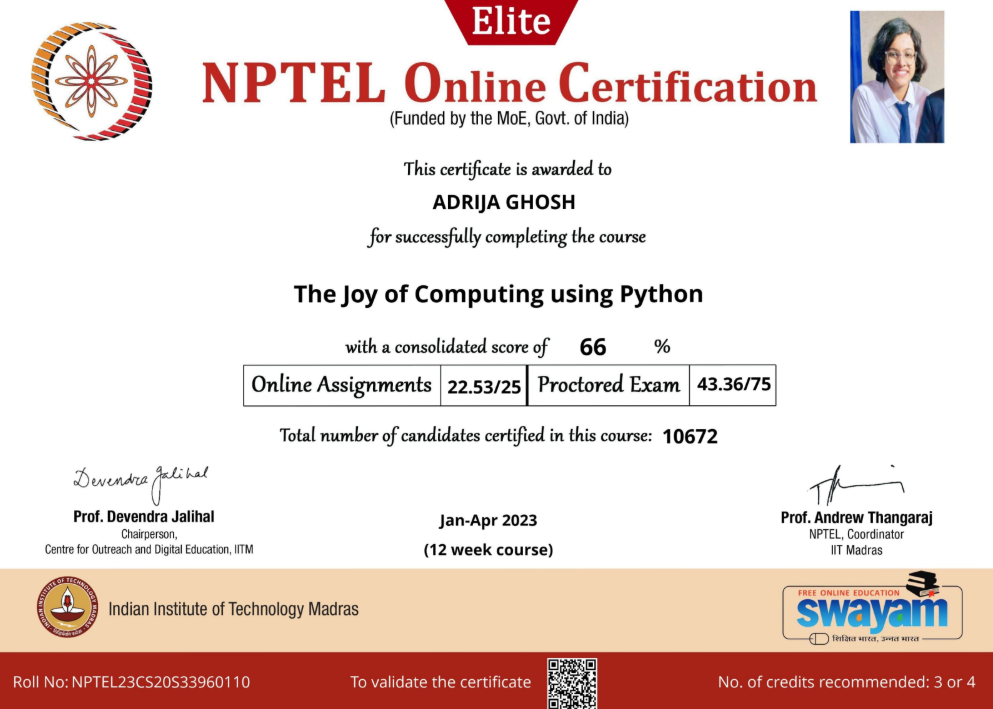 Elite
NPTEL Online Certification
(Funded by the MoE, Govt. of India)
This certificate is awarded to
ADRIJA GHOSH
for successfully completing the course
The Joy of Computing using Python
with a consolidated score of 66 %
Online Assignments 22.53/25 Proctored Exam 43.36/75
Total number of candidates certified in this course: 10672
Devendra Jalihal
Prof. Devendra Jalihal
Chairperson,
Centre for Outreach and Digital Education, IITM
Jan-Apr 2023
(12 week course)
Prof. Andrew Thangaraj
NPTEL, Coordinator
IIT Madras
INDIAN INSTITUTE OF TECHNOLOGY MADRAS
Indian Institute of Technology Madras
FREE ONLINE EDUCATION
swayam
शिक्षित भारत, उन्नत भारत
Roll No: NPTEL23CS20S33960110
To validate the certificate
No. of credits recommended: 3 or 4